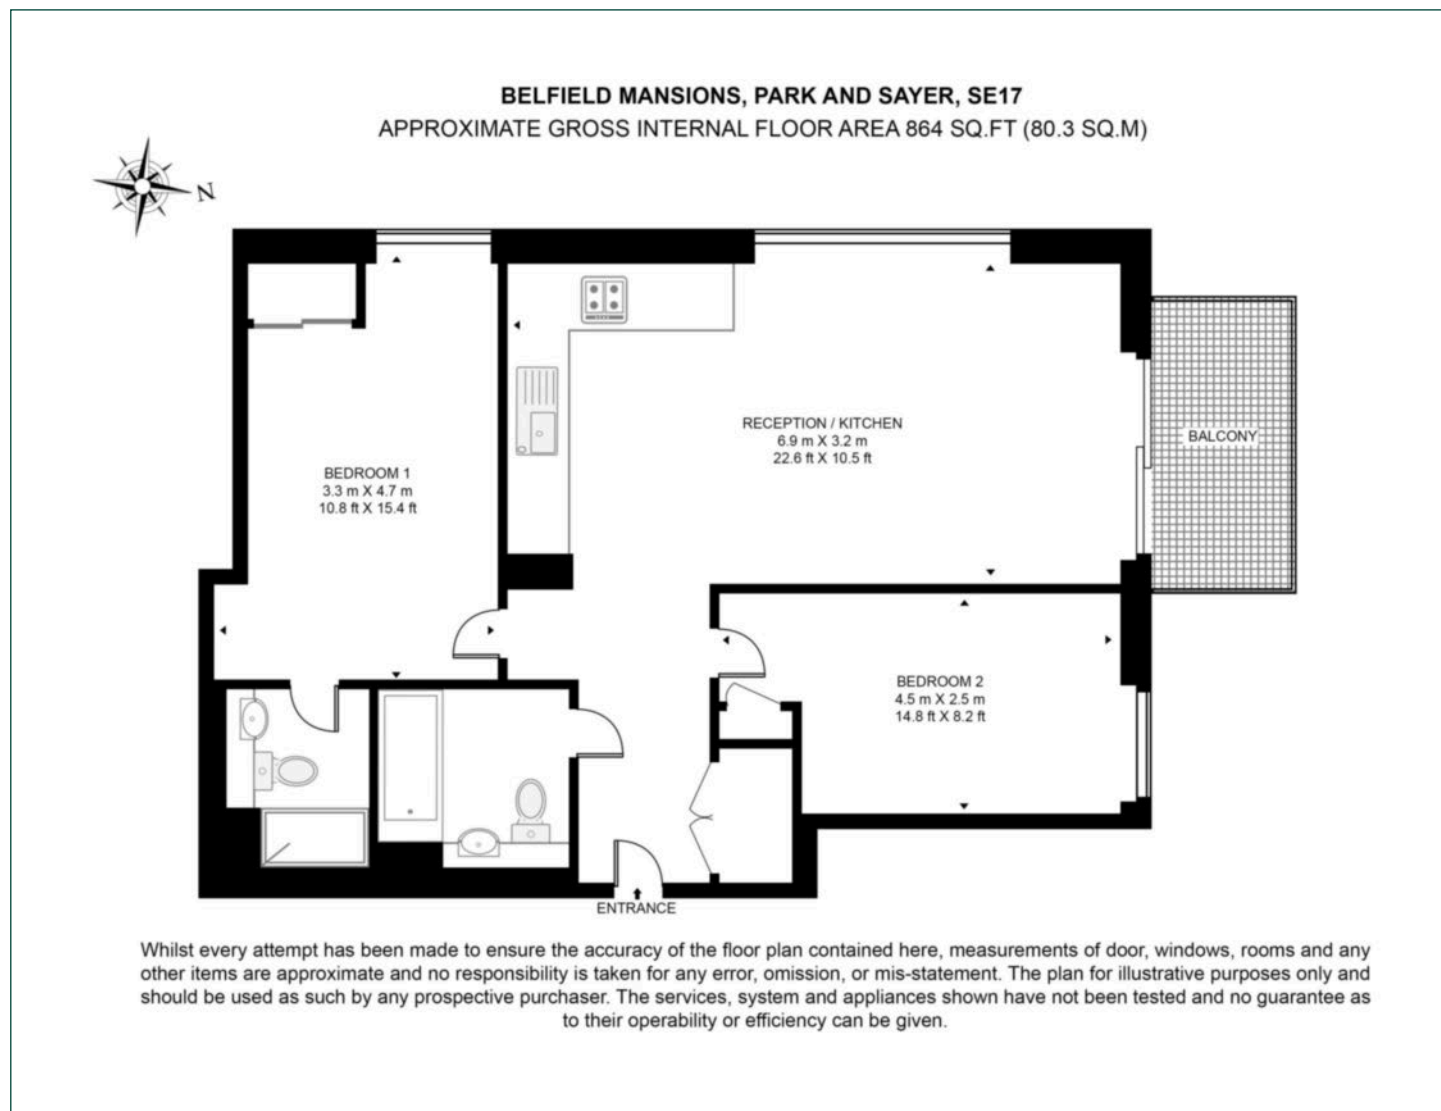 BELFIELD MANSIONS, PARK AND SAYER, SE17
APPROXIMATE GROSS INTERNAL FLOOR AREA 864 SQ.FT (80.3 SQ.M)
N
RECEPTION / KITCHEN
6.9 m X 3.2 m
22.6 ft X 10.5 ft
BALCONY
BEDROOM 1
3.3 m X 4.7 m
10.8 ft X 15.4 ft
BEDROOM 2
4.5 m X 2.5 m
14.8 ft X 8.2 ft
ENTRANCE
Whilst every attempt has been made to ensure the accuracy of the floor plan contained here, measurements of door, windows, rooms and any
other items are approximate and no responsibility is taken for any error, omission, or mis-statement. The plan for illustrative purposes only and
should be used as such by any prospective purchaser. The services, system and appliances shown have not been tested and no guarantee as
to their operability or efficiency can be given.